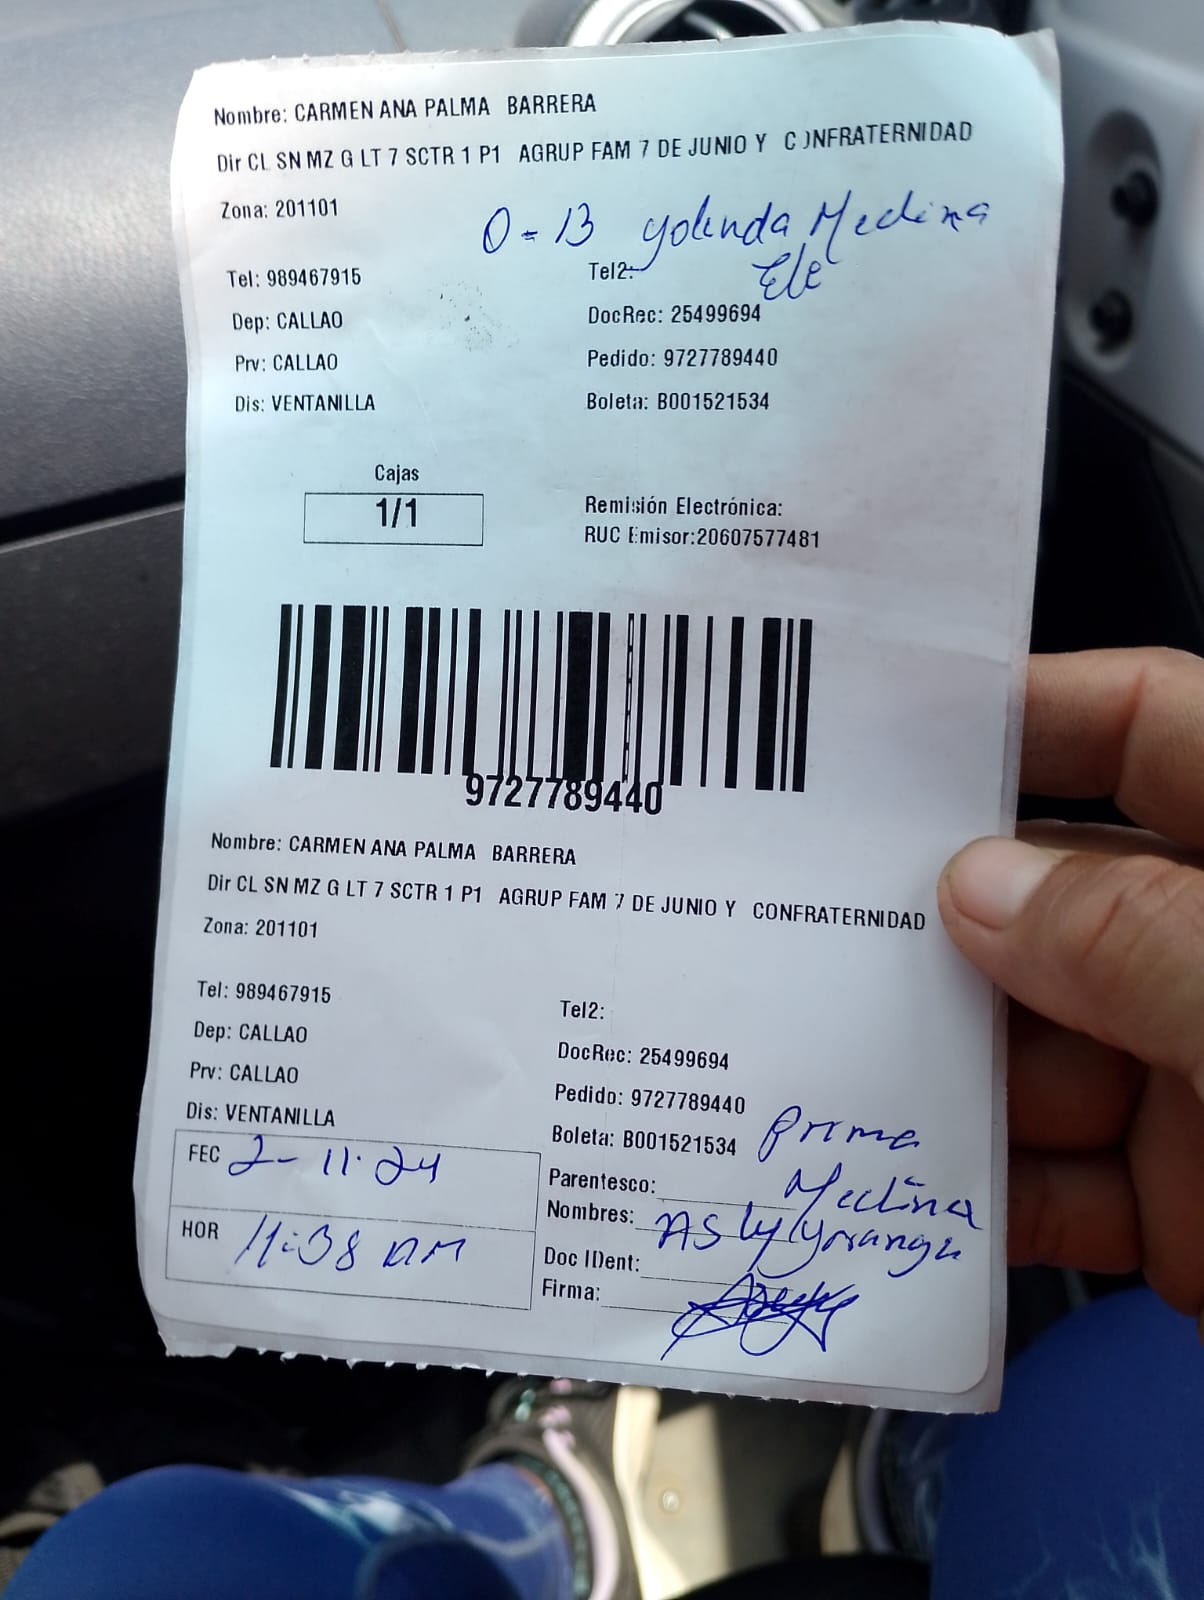 Nombre: CARMEN ANA PALMA BARRERA
Dir CL SN MZ G LT 7 SCTR 1 P1 AGRUP FAM 7 DE JUNIO Y CONFRATERNIDAD
Zona: 201101
0-13 Yolanda Medina
Tel: 989467915 Tel2:
Dep: CALLAO DocRec: 25499694
Prv: CALLAO Pedido: 9727789440
Dis: VENTANILLA Boleta: B001521534
Cajas
1/1
Remisión Electrónica:
RUC Emisor:20607577481
9727789440
Nombre: CARMEN ANA PALMA BARRERA
Dir CL SN MZ G LT 7 SCTR 1 P1 AGRUP FAM 7 DE JUNIO Y CONFRATERNIDAD
Zona: 201101
Tel: 989467915 Tel2:
Dep: CALLAO DocRec: 25499694
Prv: CALLAO Pedido: 9727789440
Dis: VENTANILLA Boleta: B001521534
FEC 2-11-24
HOR 11:38 AM
Prima
Parentesco: Medina
Nombres:
Doc IDent:
Firma: